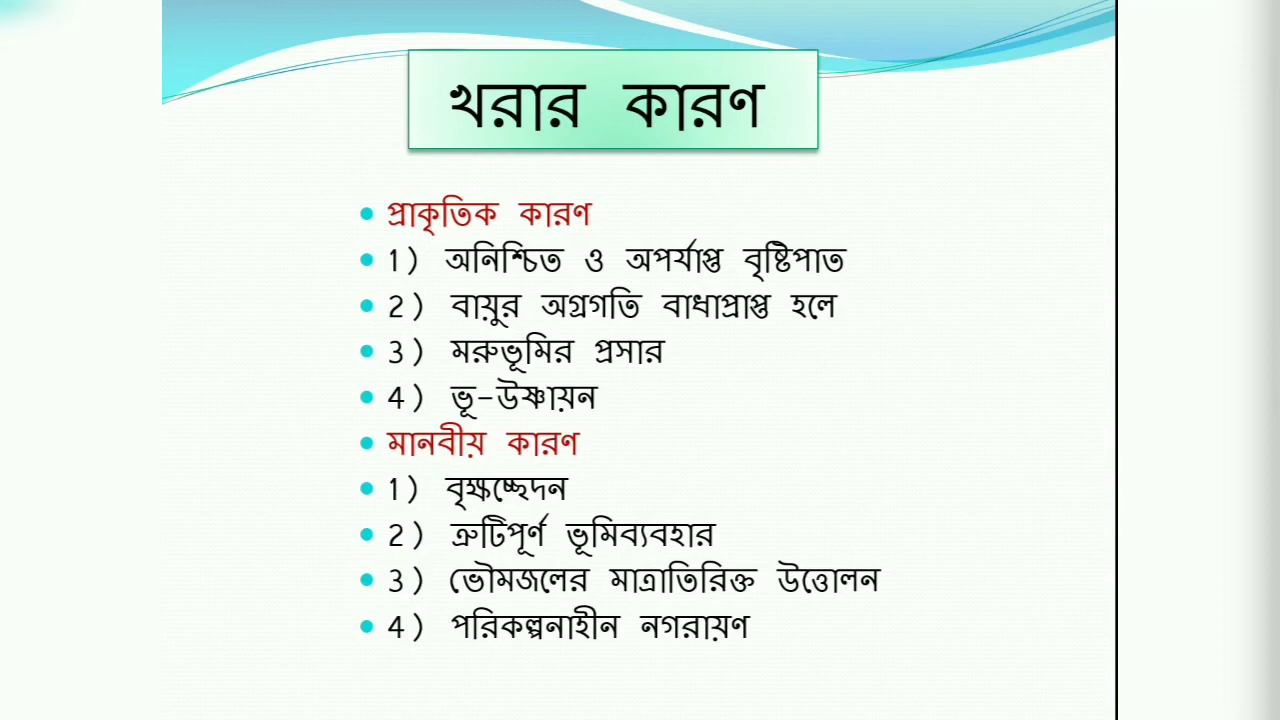 খরার কারণ
প্রাকৃতিক কারণ
1) অনিশ্চিত ও অপর্যাপ্ত বৃষ্টিপাত
2) বায়ুর অগ্রগতি বাধাপ্রাপ্ত হলে
3) মরুভূমির প্রসার
4) ভূ-উষ্ণায়ন
মানবীয় কারণ
1) বৃক্ষচ্ছেদন
2) ত্রুটিপূর্ণ ভূমিব্যবহার
3) ভৌমজলের মাত্রাতিরিক্ত উত্তোলন
4) পরিকল্পনাহীন নগরায়ণ